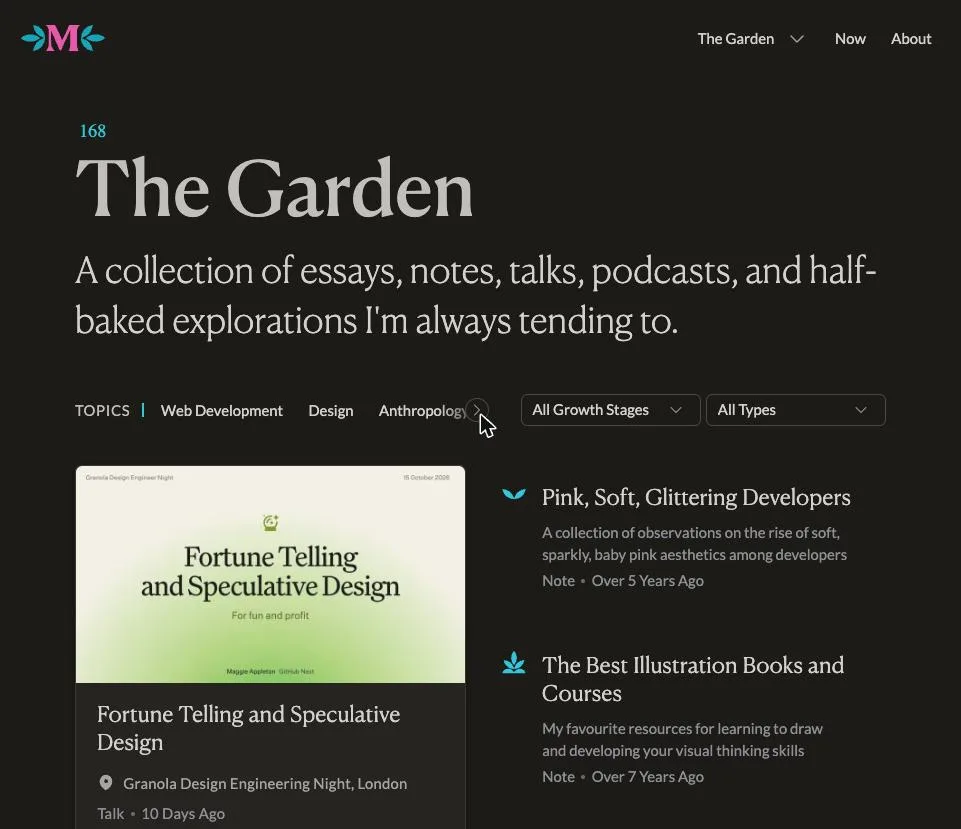 M
The Garden
Now
About
168
The Garden
A collection of essays, notes, talks, podcasts, and half-
baked explorations I'm always tending to.
TOPICS
Web Development
Design
Anthropology
All Growth Stages
All Types
Granola Design Engineer Night
15 October 2026
Fortune Telling
and Speculative Design
For fun and profit
Maggie Appleton GitHub Next
Fortune Telling and Speculative
Design
Granola Design Engineering Night, London
Talk • 10 Days Ago
Pink, Soft, Glittering Developers
A collection of observations on the rise of soft,
sparkly, baby pink aesthetics among developers
Note • Over 5 Years Ago
The Best Illustration Books and
Courses
My favourite resources for learning to draw
and developing your visual thinking skills
Note • Over 7 Years Ago